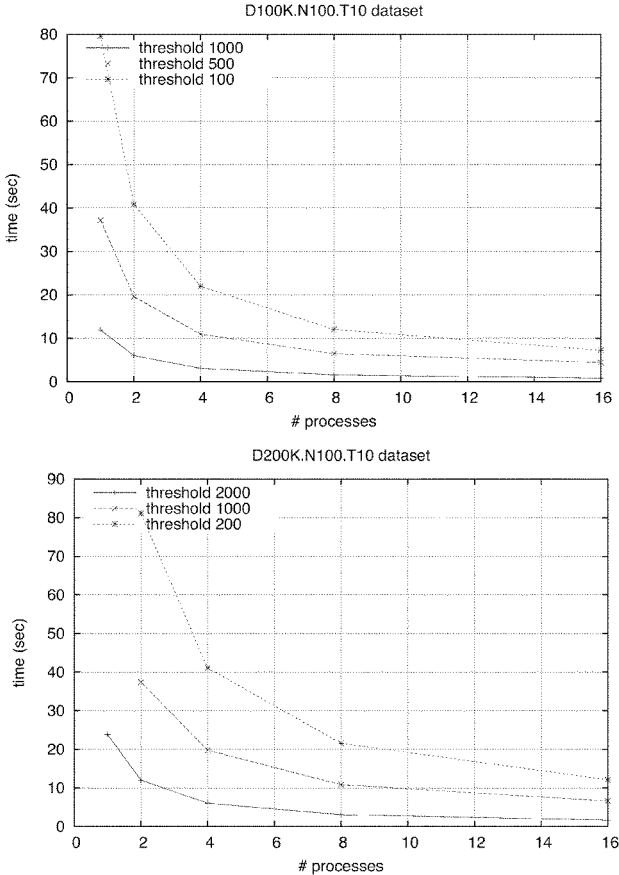 D100K.N100.T10 dataset
threshold 1000
threshold 500
threshold 100
80
70
60
50
40
30
20
10
0
time (sec)
0 2 4 6 8 10 12 14 16
# processes
D200K.N100.T10 dataset
threshold 2000
threshold 1000
threshold 200
90
80
70
60
50
40
30
20
10
0
time (sec)
0 2 4 6 8 10 12 14 16
# processes